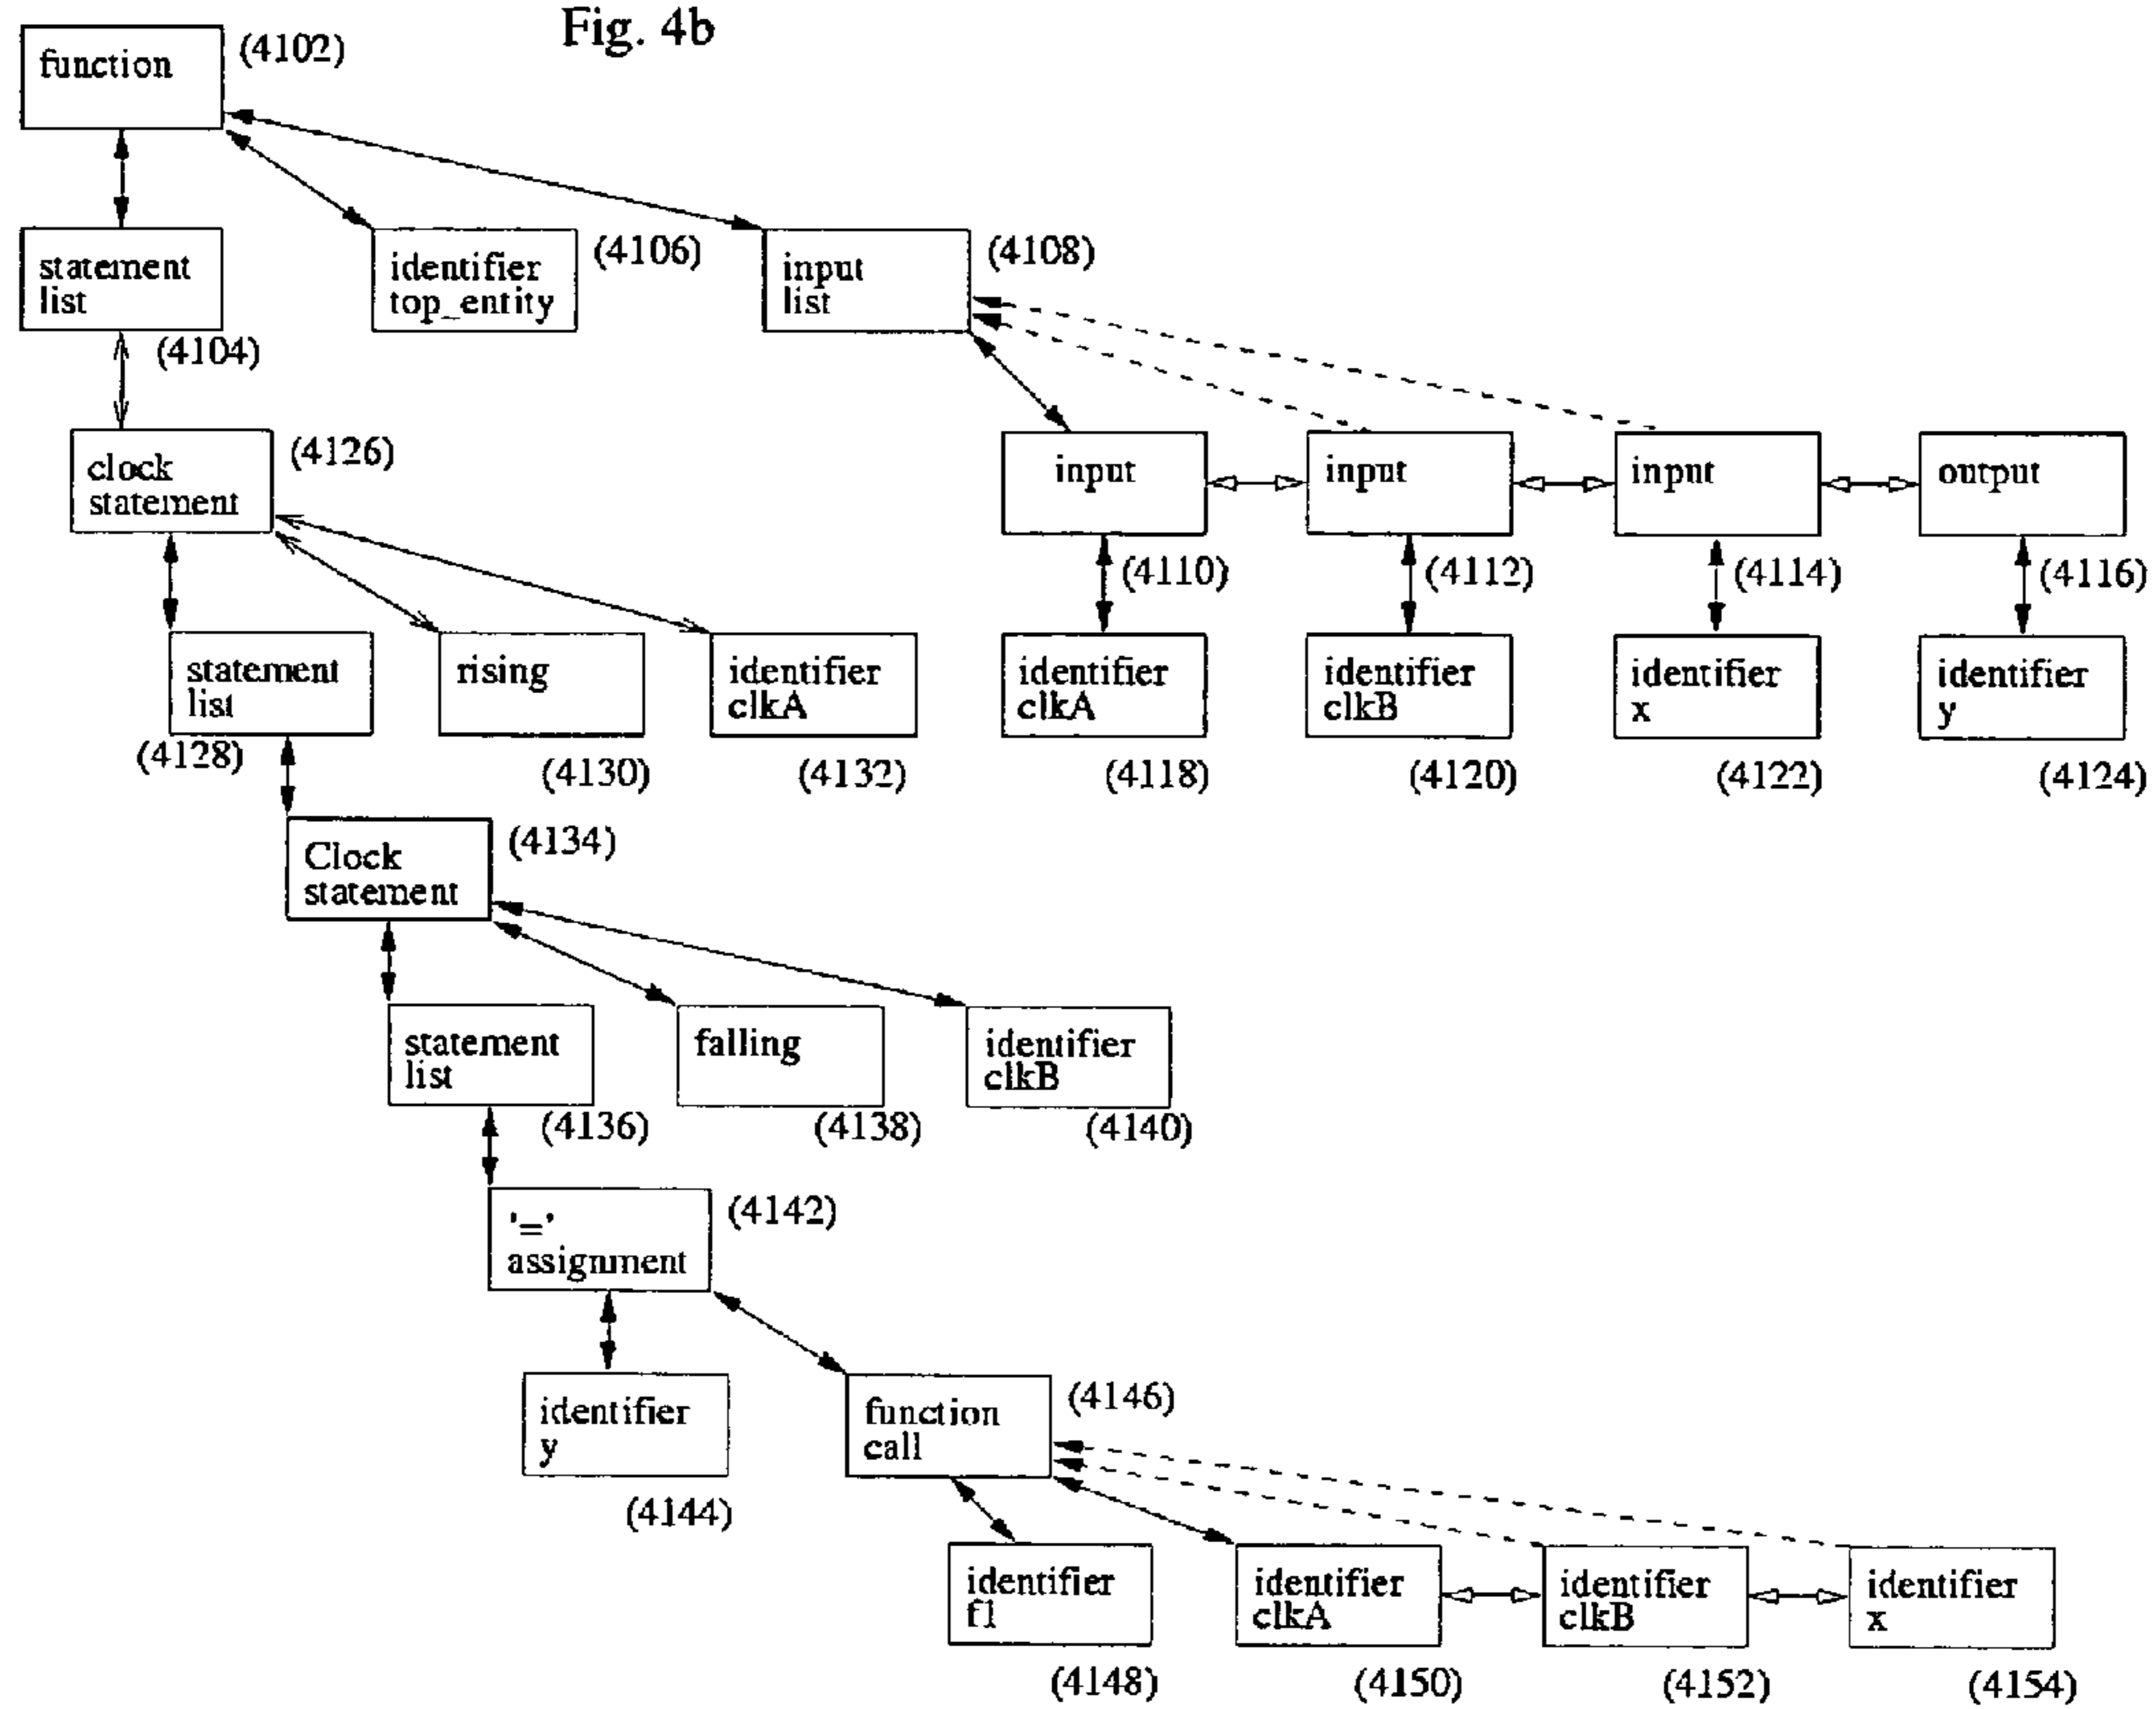 Fig. 4b
function
(4102)
statement
list
(4104)
identifier
top_entity
(4106)
input
list
(4108)
clock
statement
(4126)
input
(4110)
input
(4112)
input
(4114)
output
(4116)
statement
list
(4128)
rising
(4130)
identifier
clkA
(4132)
identifier
clkA
(4118)
identifier
clkB
(4120)
identifier
x
(4122)
identifier
y
(4124)
Clock
statement
(4134)
statement
list
(4136)
falling
(4138)
identifier
clkB
(4140)
'='
assignment
(4142)
identifier
y
(4144)
function
call
(4146)
identifier
f1
(4148)
identifier
clkA
(4150)
identifier
clkB
(4152)
identifier
x
(4154)